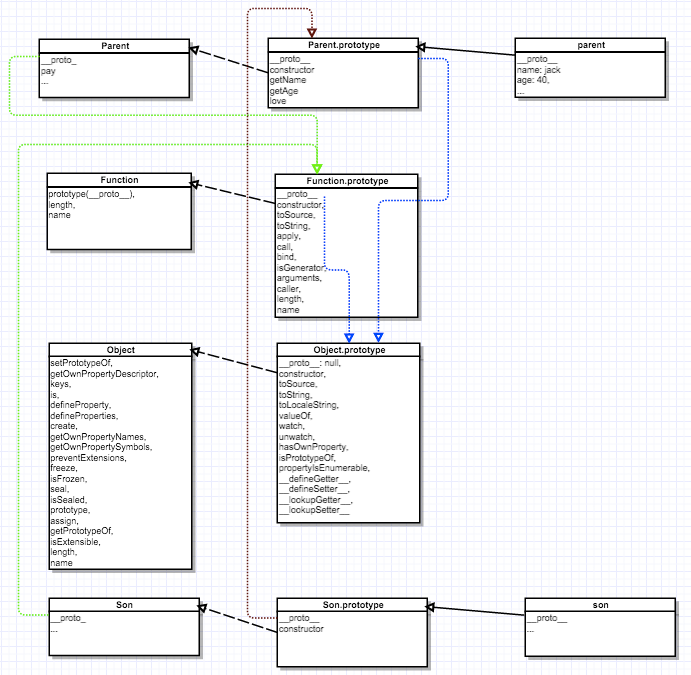 Parent
__proto_
pay
...
Parent.prototype
__proto__
constructor
getName
getAge
love
parent
__proto__
name: jack
age: 40,
...
Function
prototype(__proto__),
length,
name
Function.prototype
__proto__
constructor,
toSource,
toString,
apply,
call,
bind,
isGenerator,
arguments,
caller,
length,
name
Object
setPrototypeOf,
getOwnPropertyDescriptor,
keys,
is,
defineProperty,
defineProperties,
create,
getOwnPropertyNames,
getOwnPropertySymbols,
preventExtensions,
freeze,
isFrozen,
seal,
isSealed,
prototype,
assign,
getPrototypeOf,
isExtensible,
length,
name
Object.prototype
__proto__: null,
constructor,
toSource,
toString,
toLocaleString,
valueOf,
watch,
unwatch,
hasOwnProperty,
isPrototypeOf,
propertyIsEnumerable,
__defineGetter__,
__defineSetter__,
__lookupGetter__,
__lookupSetter__
Son
__proto_
...
Son.prototype
__proto__
constructor
son
__proto__
...